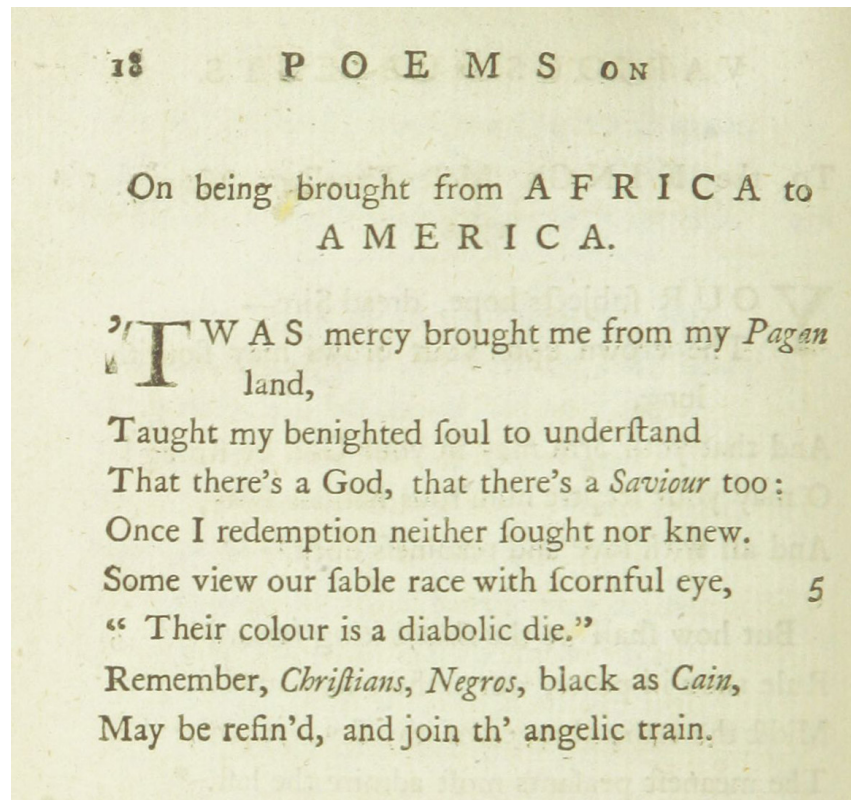 18 POEMS ON
On being brought from AFRICA to
AMERICA.
'TWAS mercy brought me from my Pagan
land,
Taught my benighted ſoul to underſtand
That there's a God, that there's a Saviour too:
Once I redemption neither ſought nor knew.
Some view our ſable race with ſcornful eye, 5
“ Their colour is a diabolic die.”
Remember, Chriſtians, Negros, black as Cain,
May be refin'd, and join th' angelic train.